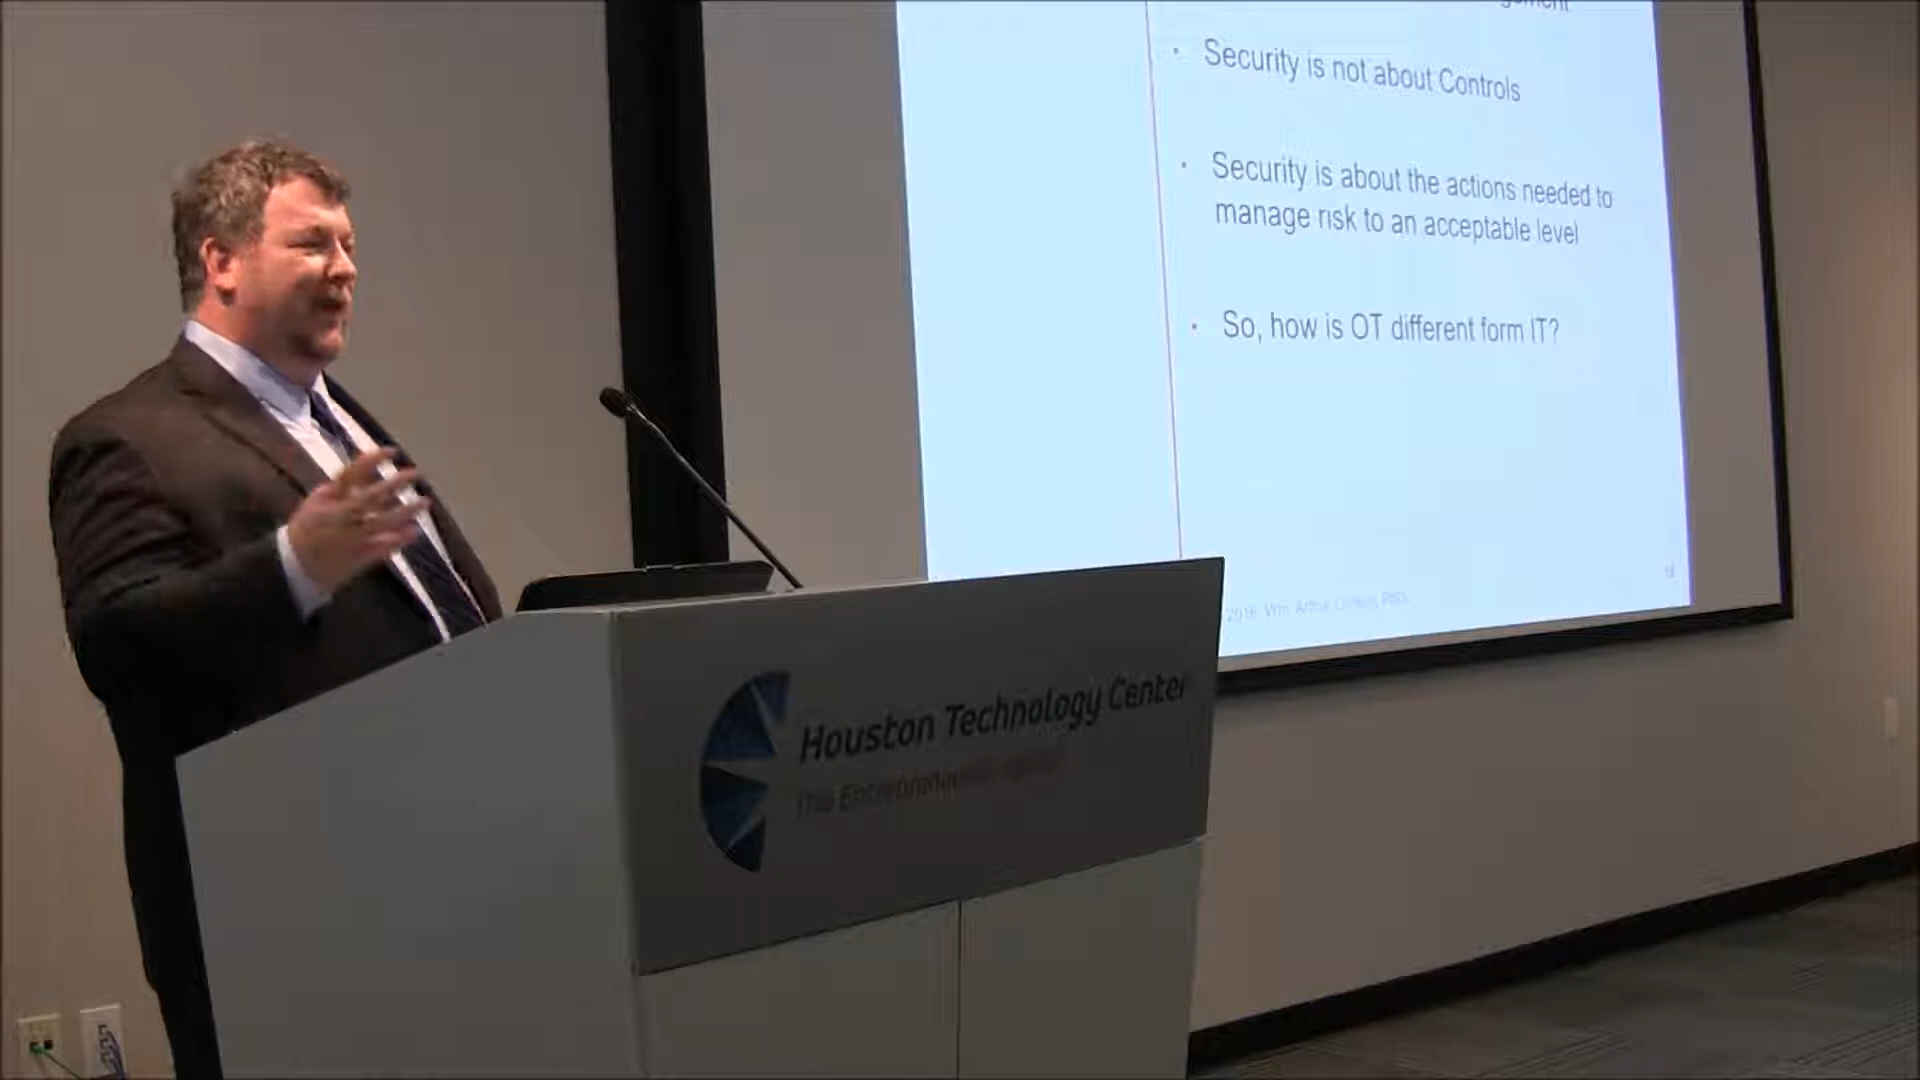 Security is not about Controls
Security is about the actions needed to
manage risk to an acceptable level
So, how is OT different form IT?
Houston Technology Center
The